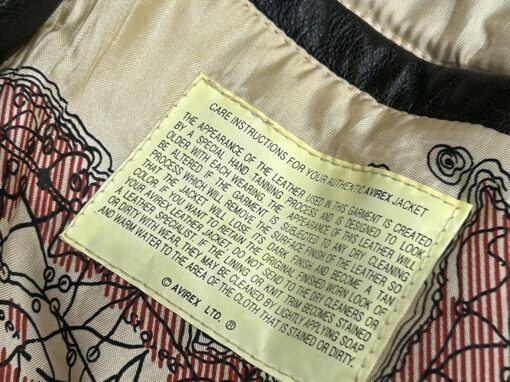 CARE INSTRUCTIONS FOR YOUR AUTHENTIC AVIREX JACKET
THE APPEARANCE OF THE LEATHER USED IN THIS GARMENT IS CREATED
BY A SPECIAL HAND TANNING PROCESS AND IS DESIGNED TO LOOK
OLDER WITH EACH WEARING. THE APPEARANCE OF THIS LEATHER WILL
BE ALTERED IF THE GARMENT IS SUBJECTED TO ANY DRY CLEANING
PROCESS WHICH WILL REMOVE THE SURFACE FINISH OF THE LEATHER SO
THAT THE JACKET WILL LOSE ITS DARK FINISH AND BECOME A TAN
COLOR. IF YOU WANT TO RETAIN THE ORIGINAL FINISHED WORN LOOK OF
YOUR AVIREX LEATHER JACKET, DO NOT SEND TO THE DRY CLEANERS OR
A LEATHER SPECIALIST. IF THE LINING OR KNIT TRIM BECOMES STAINED
OR DIRTY WITH WEAR, THEY MAY BE CLEANED BY LIGHTLY APPLYING SOAP
AND WARM WATER TO THE AREA OF THE CLOTH THAT IS STAINED OR DIRTY.
© AVIREX LTD. ®